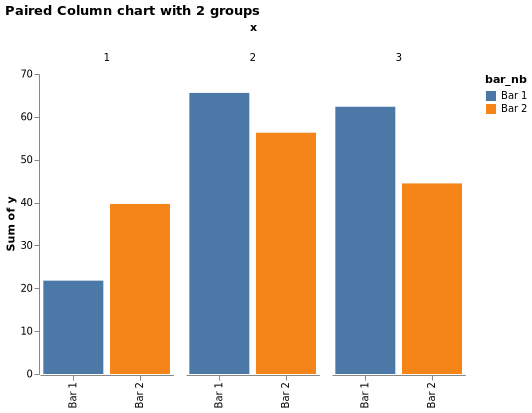 Paired Column chart with 2 groups
x
1 2 3
70
60
50
40
30
20
10
0
Sum of y
Bar 1 Bar 2 Bar 1 Bar 2 Bar 1 Bar 2
bar_nb
Bar 1
Bar 2